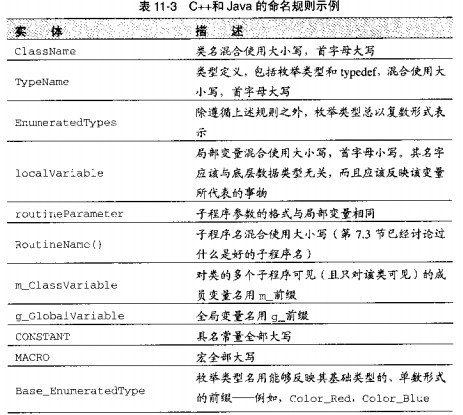 表 11-3 C++和 Java 的命名规则示例
实 体 描 述
ClassName 类名混合使用大小写，首字母大写
TypeName 类型定义，包括枚举类型和 typedef，混合使用大
小写，首字母大写
EnumeratedTypes 除遵循上述规则之外，枚举类型总以复数形式表
示
localVariable 局部变量混合使用大小写，首字母小写。其名字
应该与底层数据类型无关，而且应该反映该变量
所代表的事物
routineParameter 子程序参数的格式与局部变量相同
RoutineName() 子程序名混合使用大小写（第 7.3 节已经讨论过
什么是好的子程序名）
m_ClassVariable 对类的多个子程序可见（且只对该类可见）的成
员变量名用 m_前缀
g_GlobalVariable 全局变量名用 g_前缀
CONSTANT 具名常量全部大写
MACRO 宏全部大写
Base_EnumeratedType 枚举类型名用能够反映其基础类型的、单数形式
的前缀——例如，Color_Red，Color_Blue